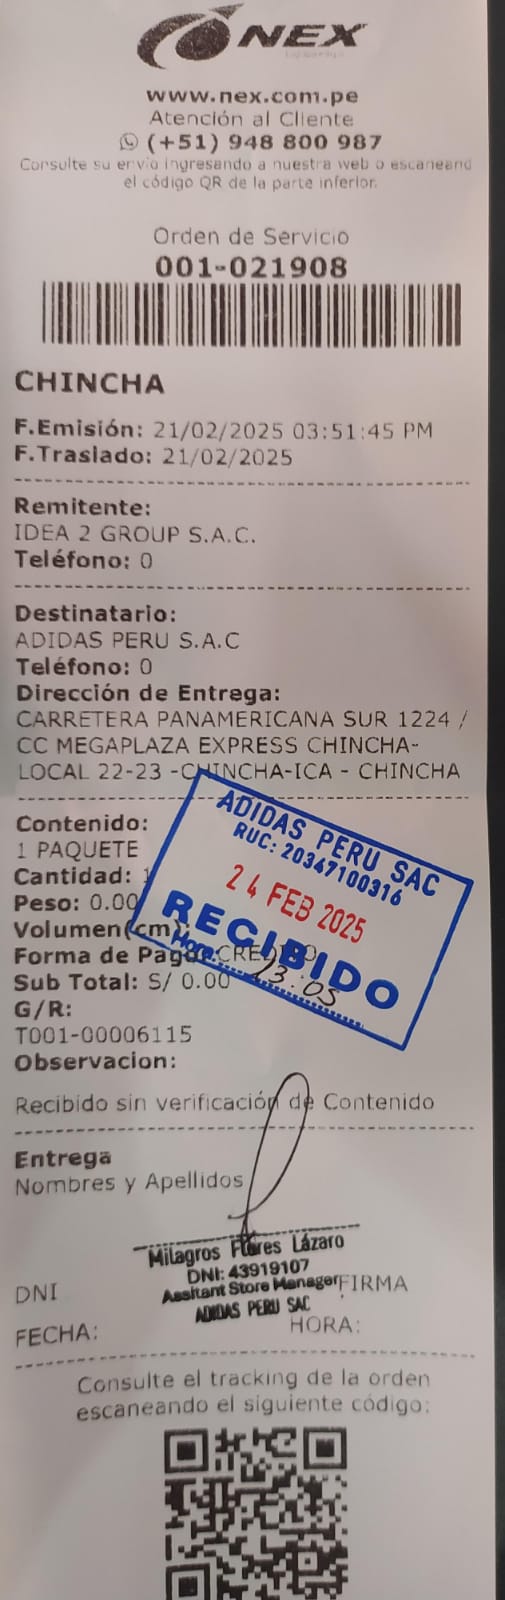 NEX
www.nex.com.pe
Atención al Cliente
(+51) 948 800 987
Consulte su envío ingresando a nuestra web o escaneand
el código QR de la parte inferior.
Orden de Servicio
001-021908
CHINCHA
F.Emisión: 21/02/2025 03:51:45 PM
F.Traslado: 21/02/2025
Remitente:
IDEA 2 GROUP S.A.C.
Teléfono: 0
Destinatario:
ADIDAS PERU S.A.C
Teléfono: 0
Dirección de Entrega:
CARRETERA PANAMERICANA SUR 1224 /
CC MEGAPLAZA EXPRESS CHINCHA-
LOCAL 22-23 -CHINCHA-ICA - CHINCHA
Contenido:
1 PAQUETE
Cantidad: 1
Peso: 0.00
Volumen(cm):
Forma de Pago: CREDITO
Sub Total: S/ 0.00
G/R:
T001-00006115
Observacion:
ADIDAS PERU SAC
RUC: 20347100316
24 FEB 2025
RECIBIDO
Hora: 13:05
Recibido sin verificación de Contenido
Entrega
Nombres y Apellidos
Milagros Flores Lázaro
DNI: 43919107
Assitant Store Manager
ADIDAS PERU SAC
DNI FIRMA
FECHA: HORA:
Consulte el tracking de la orden
escaneando el siguiente código: